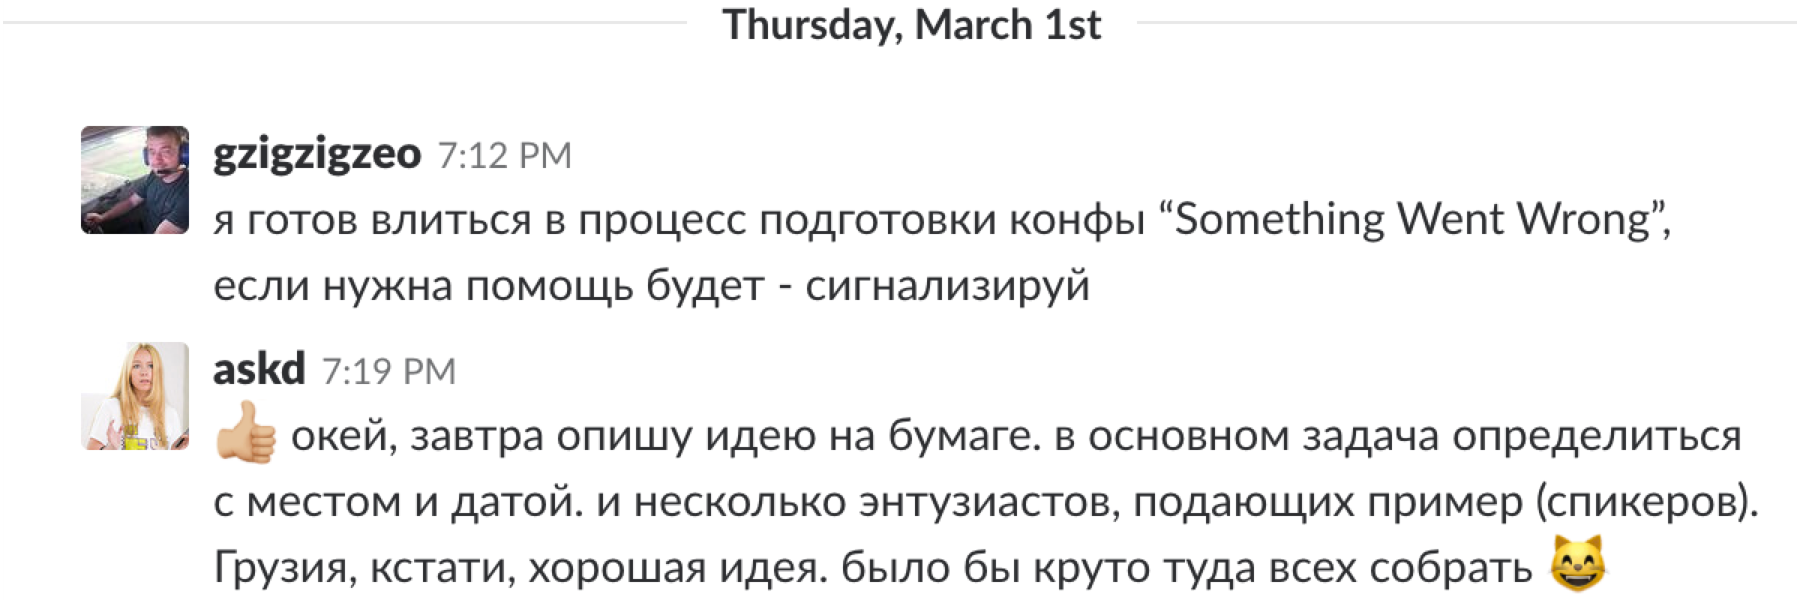 Thursday, March 1st
gzigzigzeo 7:12 PM
я готов влиться в процесс подготовки конфы “Something Went Wrong”,
если нужна помощь будет - сигнализируй
askd 7:19 PM
👍🏼 окей, завтра опишу идею на бумаге. в основном задача определиться
с местом и датой. и несколько энтузиастов, подающих пример (спикеров).
Грузия, кстати, хорошая идея. было бы круто туда всех собрать 😸